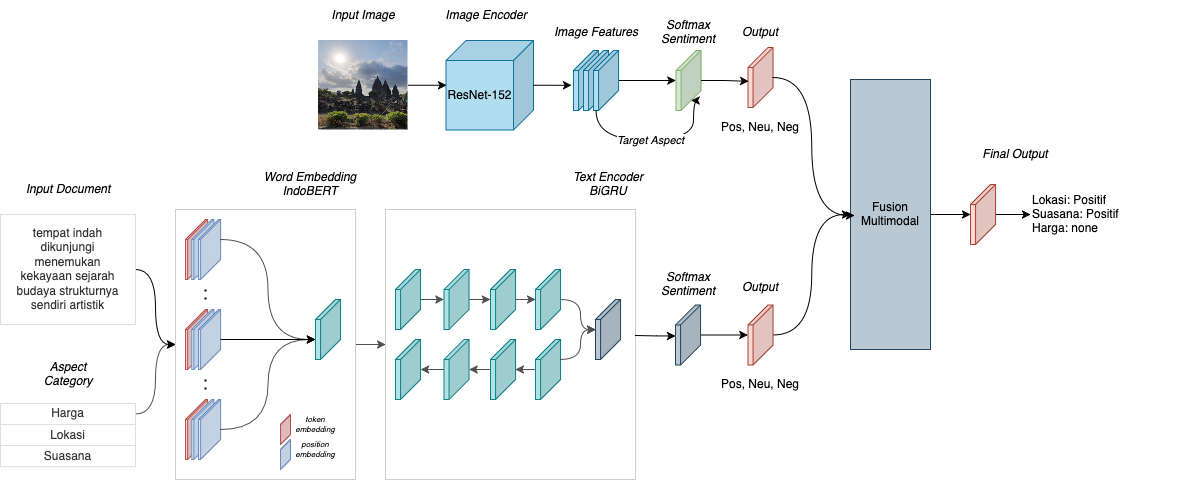 Input Image
Image Encoder
Image Features
Softmax
Sentiment
Output
ResNet-152
Target Aspect
Pos, Neu, Neg
Input Document
tempat indah
dikunjungi
menemukan
kekayaan sejarah
budaya strukturnya
sendiri artistik
Aspect
Category
Harga
Lokasi
Suasana
Word Embedding
IndoBERT
:
:
token
embedding
position
embedding
Text Encoder
BiGRU
Softmax
Sentiment
Output
Pos, Neu, Neg
Fusion
Multimodal
Final Output
Lokasi: Positif
Suasana: Positif
Harga: none